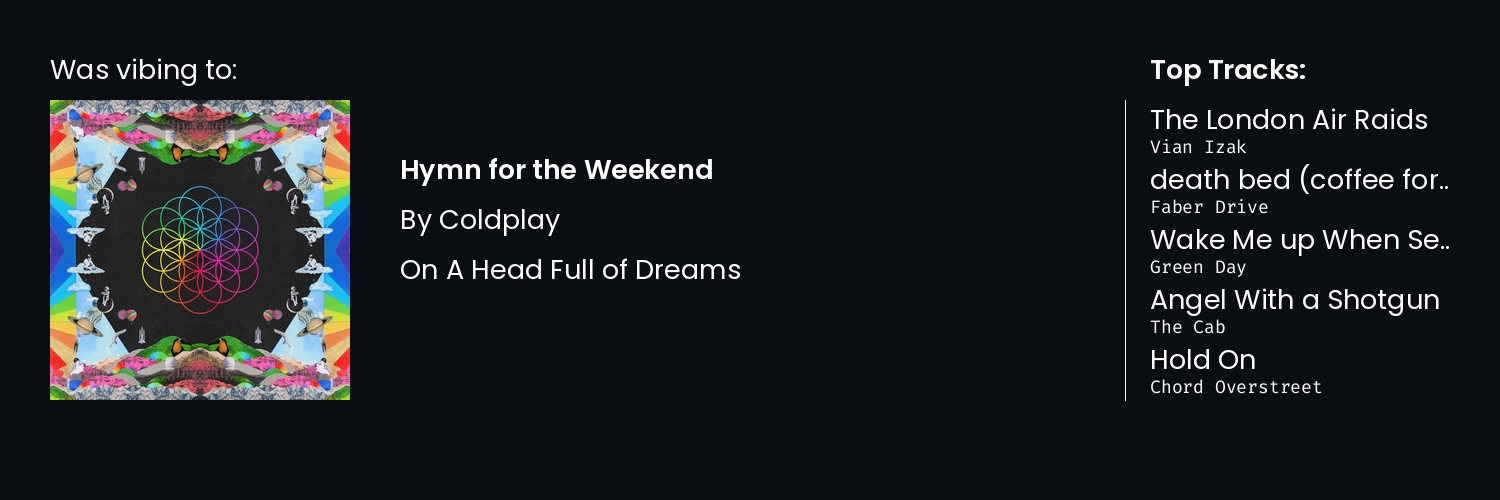 Was vibing to:
Hymn for the Weekend
By Coldplay
On A Head Full of Dreams
Top Tracks:
The London Air Raids
Vian Izak
death bed (coffee for..
Faber Drive
Wake Me up When Se..
Green Day
Angel With a Shotgun
The Cab
Hold On
Chord Overstreet